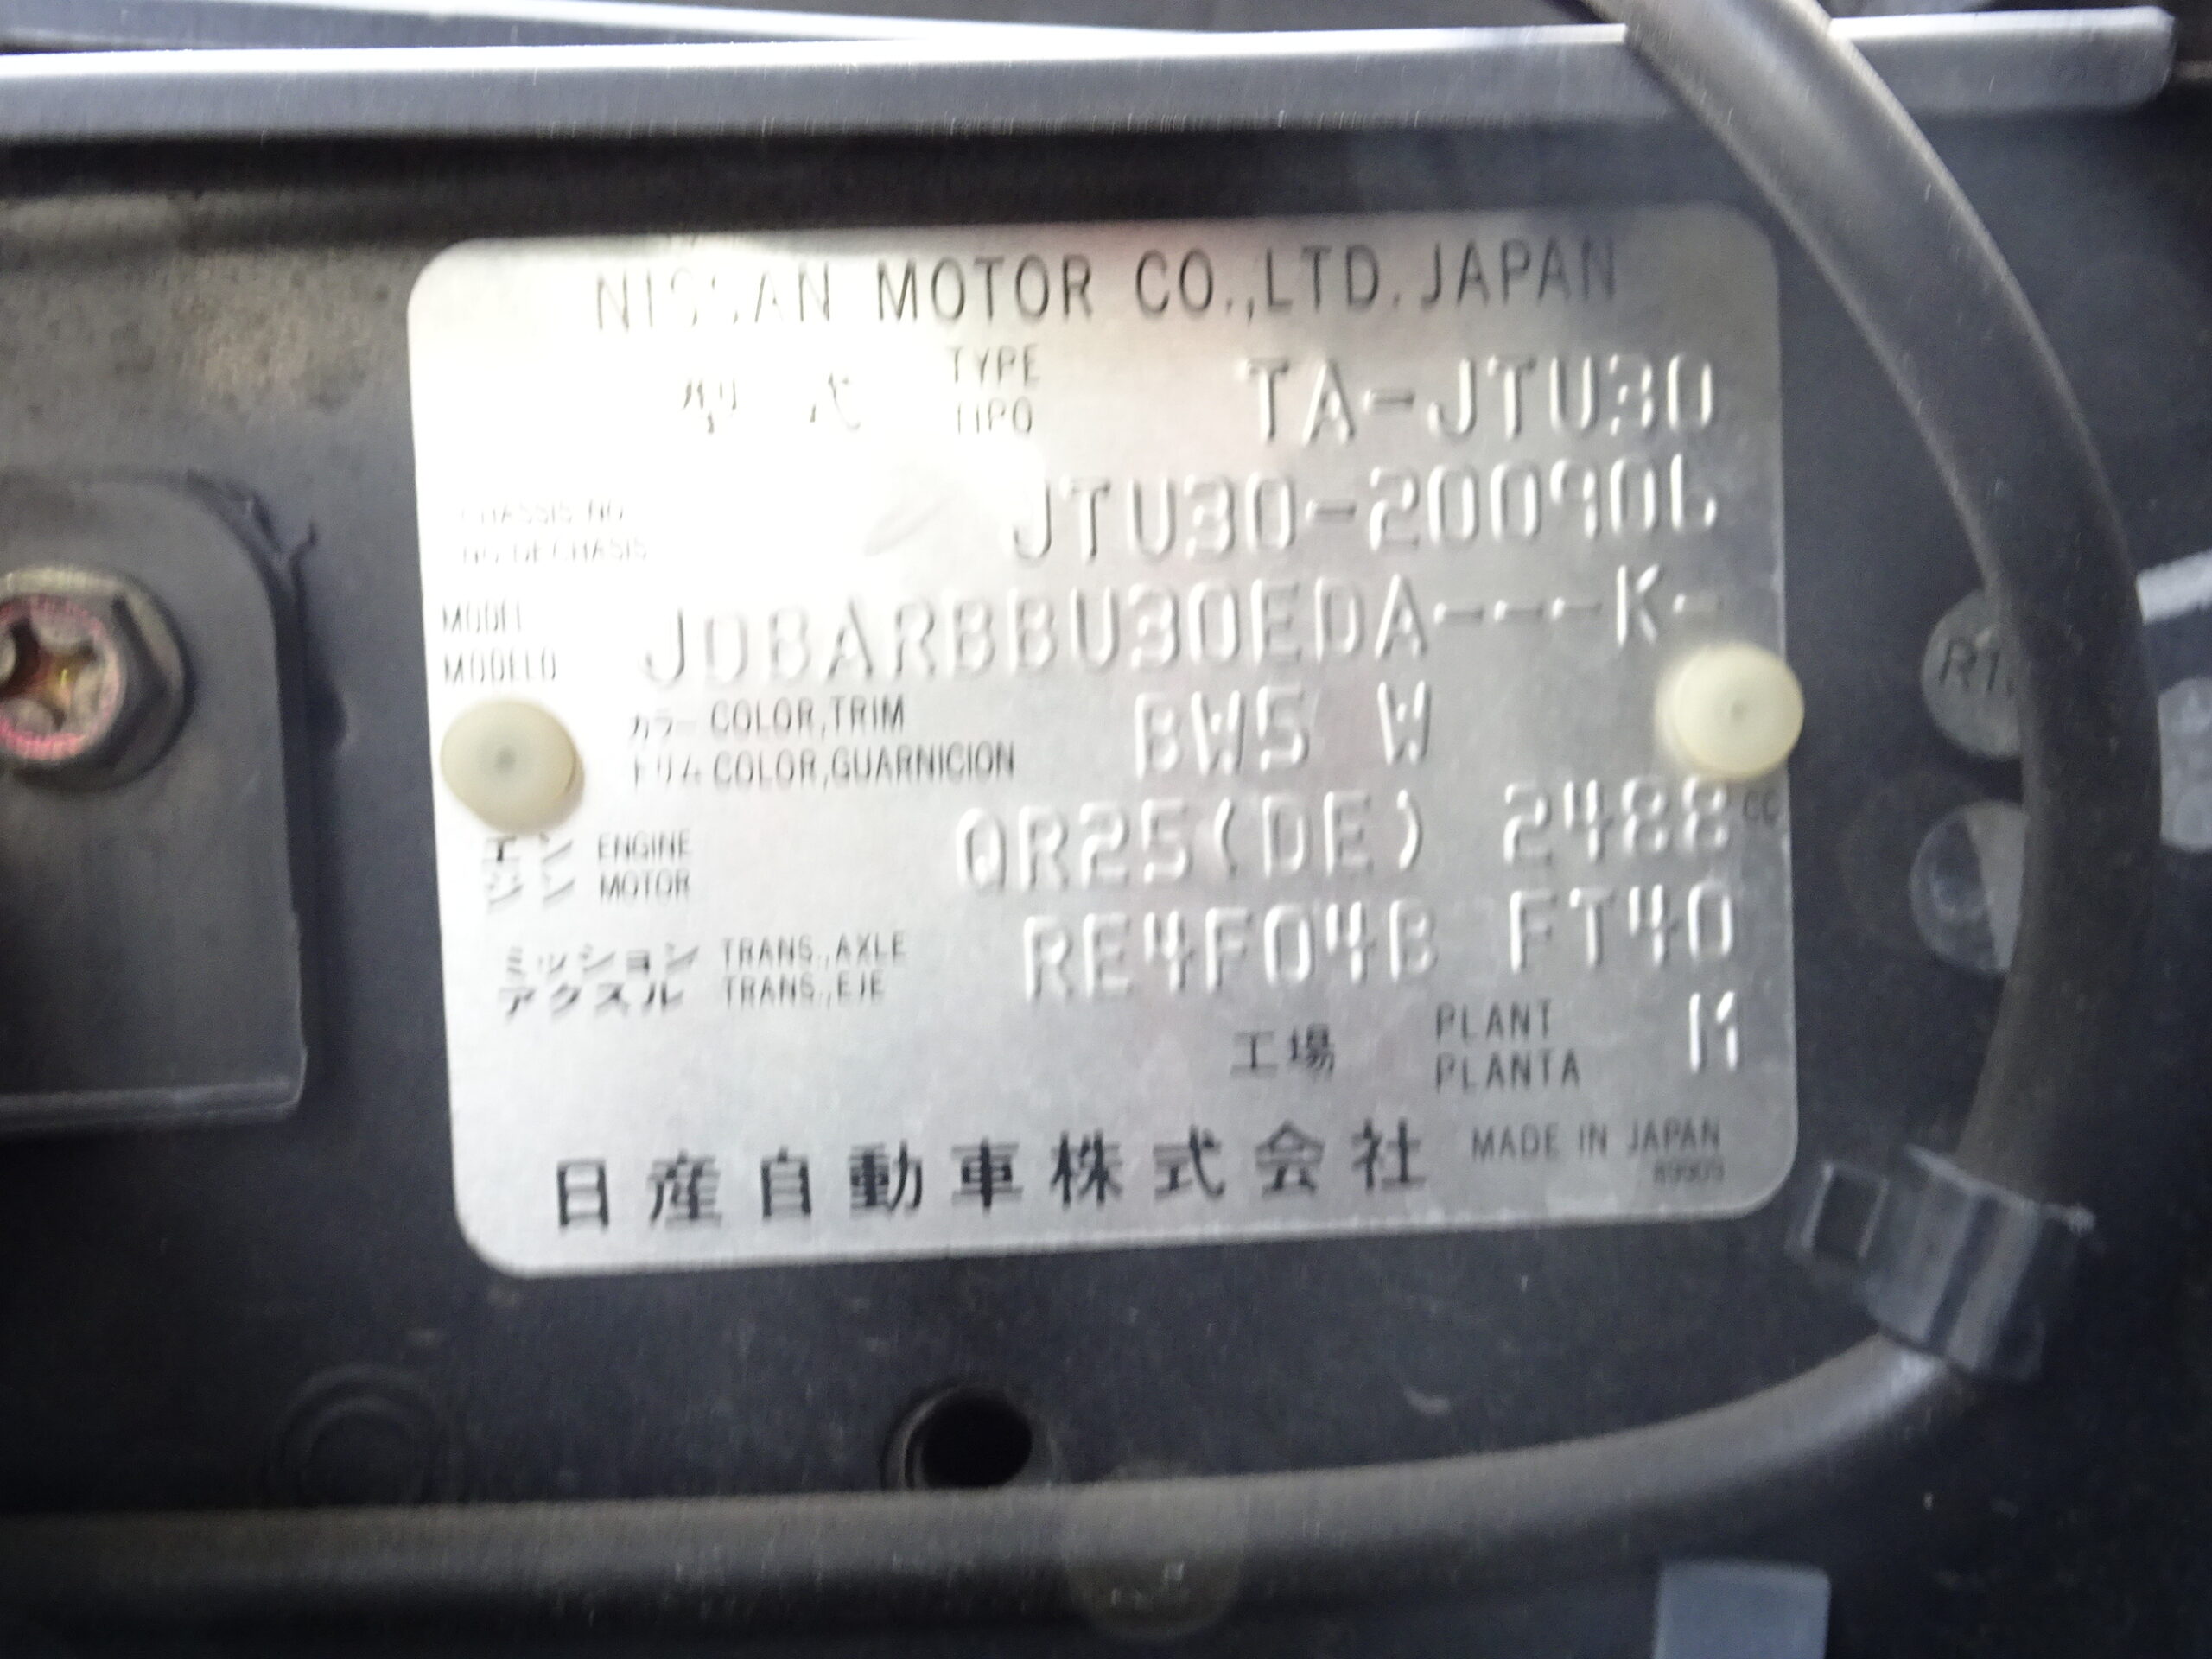 NISSAN MOTOR CO.,LTD.JAPAN
型式 TYPE TIPO TA-JTU30
CHASSIS NO. NO.DE CHASIS JTU30-200906
MODEL MODELO JOBARBBU30EDA---K-
カラー COLOR,TRIM BW5 W
トリム COLOR,GUARNICION
エンジン ENGINE MOTOR QR25(DE) 2488 CC
ミッション TRANS.,AXLE RE4F04B FT40
アクスル TRANS.,EJE
工場 PLANT PLANTA M
日産自動車株式会社 MADE IN JAPAN